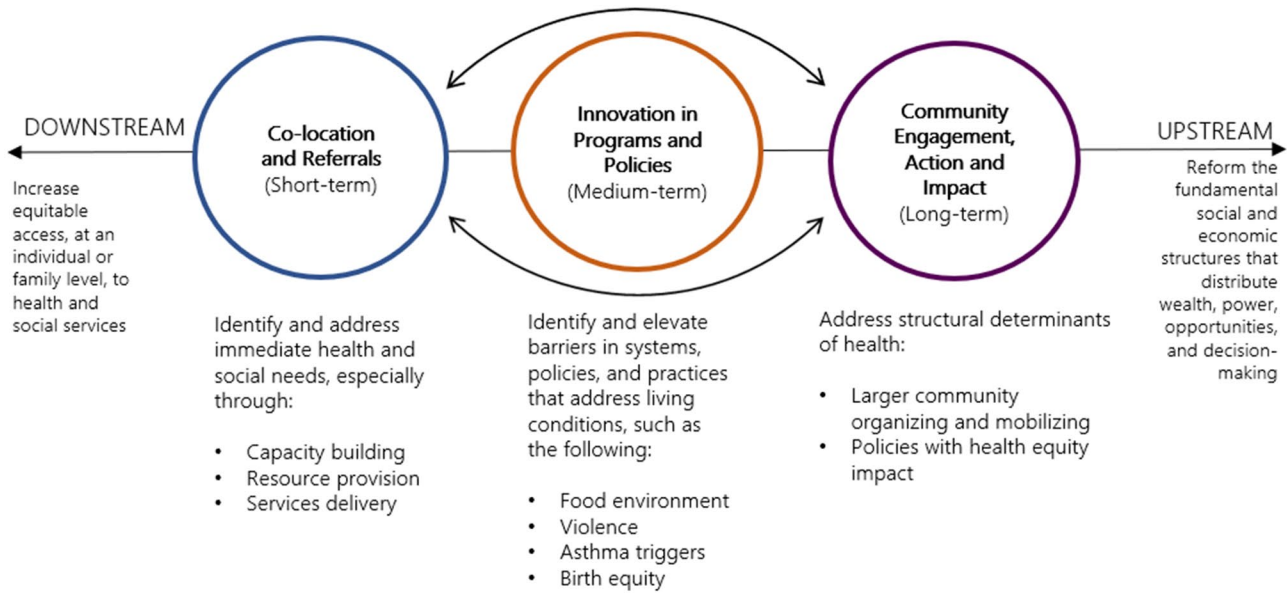 DOWNSTREAM
Increase
equitable
access, at an
individual or
family level, to
health and
social services
Co-location
and Referrals
(Short-term)
Identify and address
immediate health and
social needs, especially
through:
• Capacity building
• Resource provision
• Services delivery
Innovation in
Programs and
Policies
(Medium-term)
Identify and elevate
barriers in systems,
policies, and practices
that address living
conditions, such as
the following:
• Food environment
• Violence
• Asthma triggers
• Birth equity
Community
Engagement,
Action and
Impact
(Long-term)
Address structural determinants
of health:
• Larger community
organizing and mobilizing
• Policies with health equity
impact
UPSTREAM
Reform the
fundamental
social and
economic
structures that
distribute
wealth, power,
opportunities,
and decision-
making